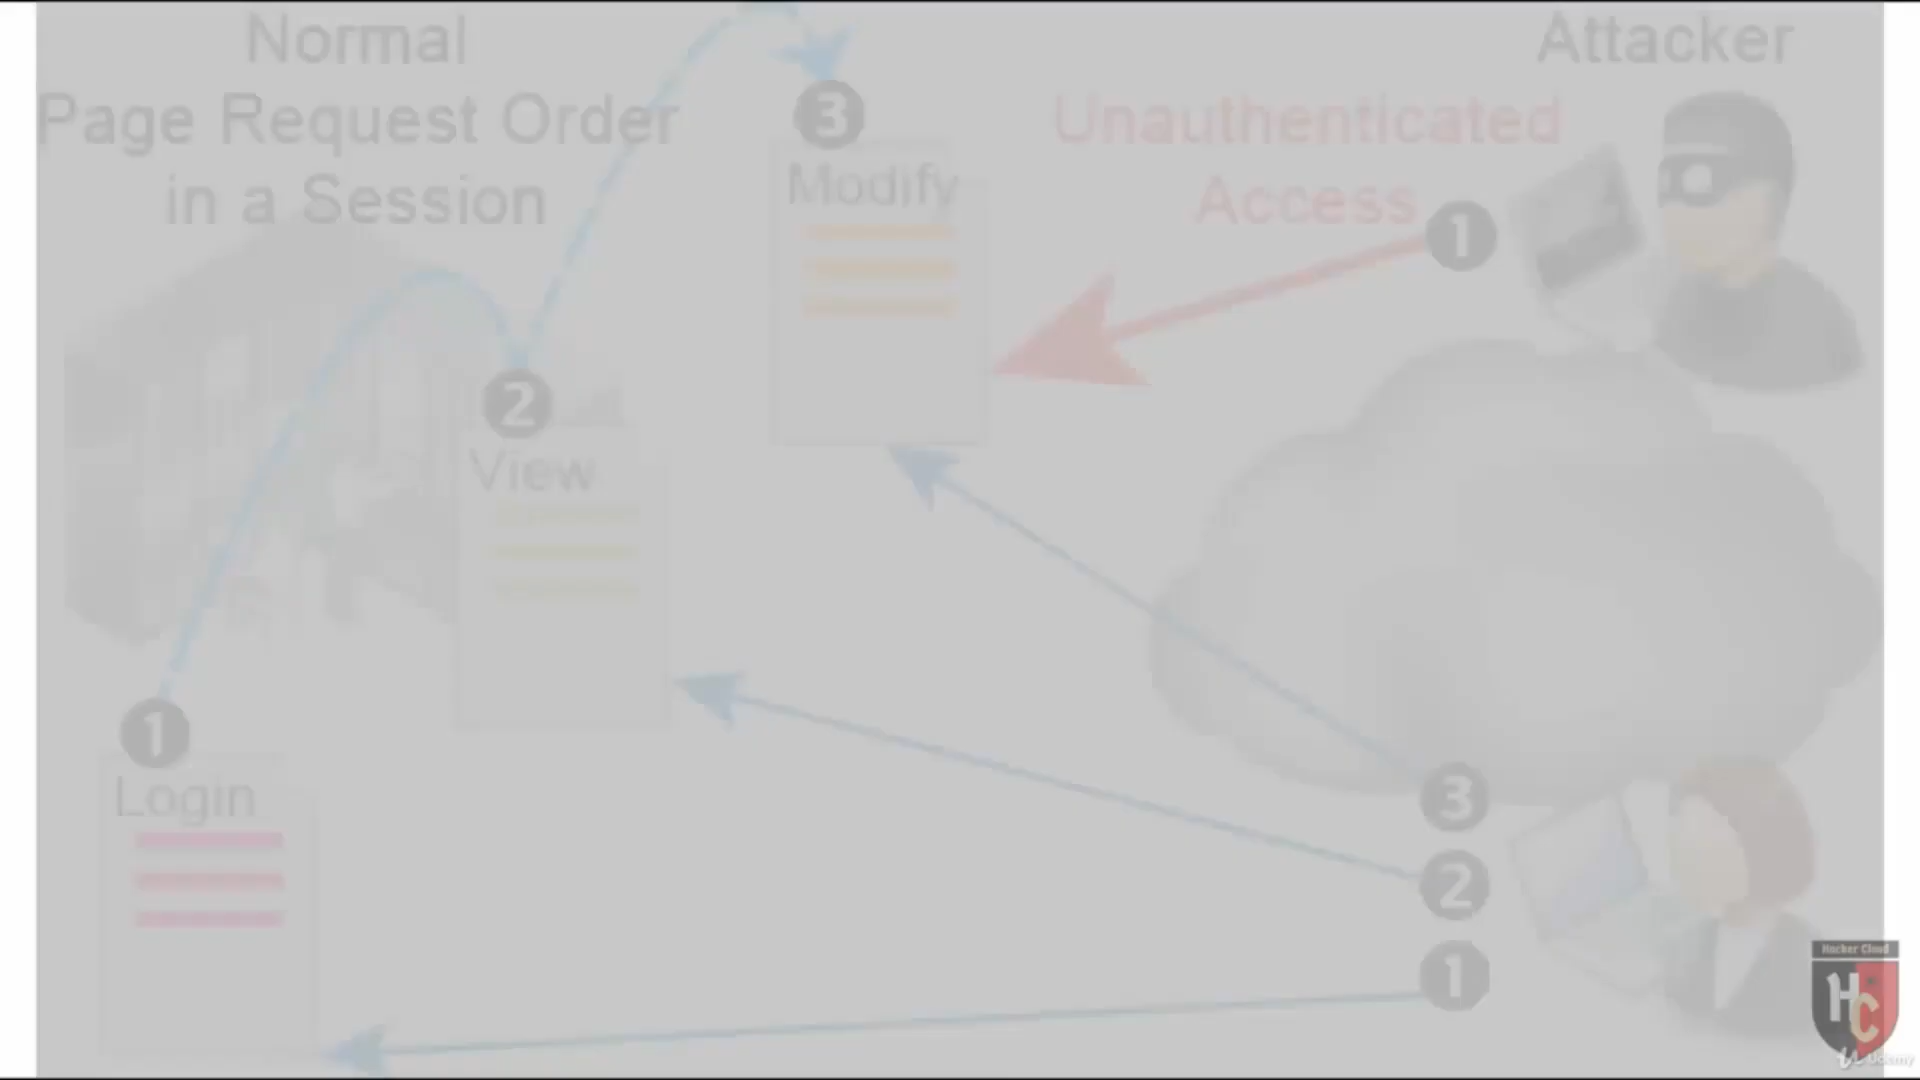 Normal
Page Request Order
in a Session
Attacker
Unauthenticated
Access
3
Modify
1
2
View
1
Login
3
2
1
Hacker Cloud
HC
Udemy